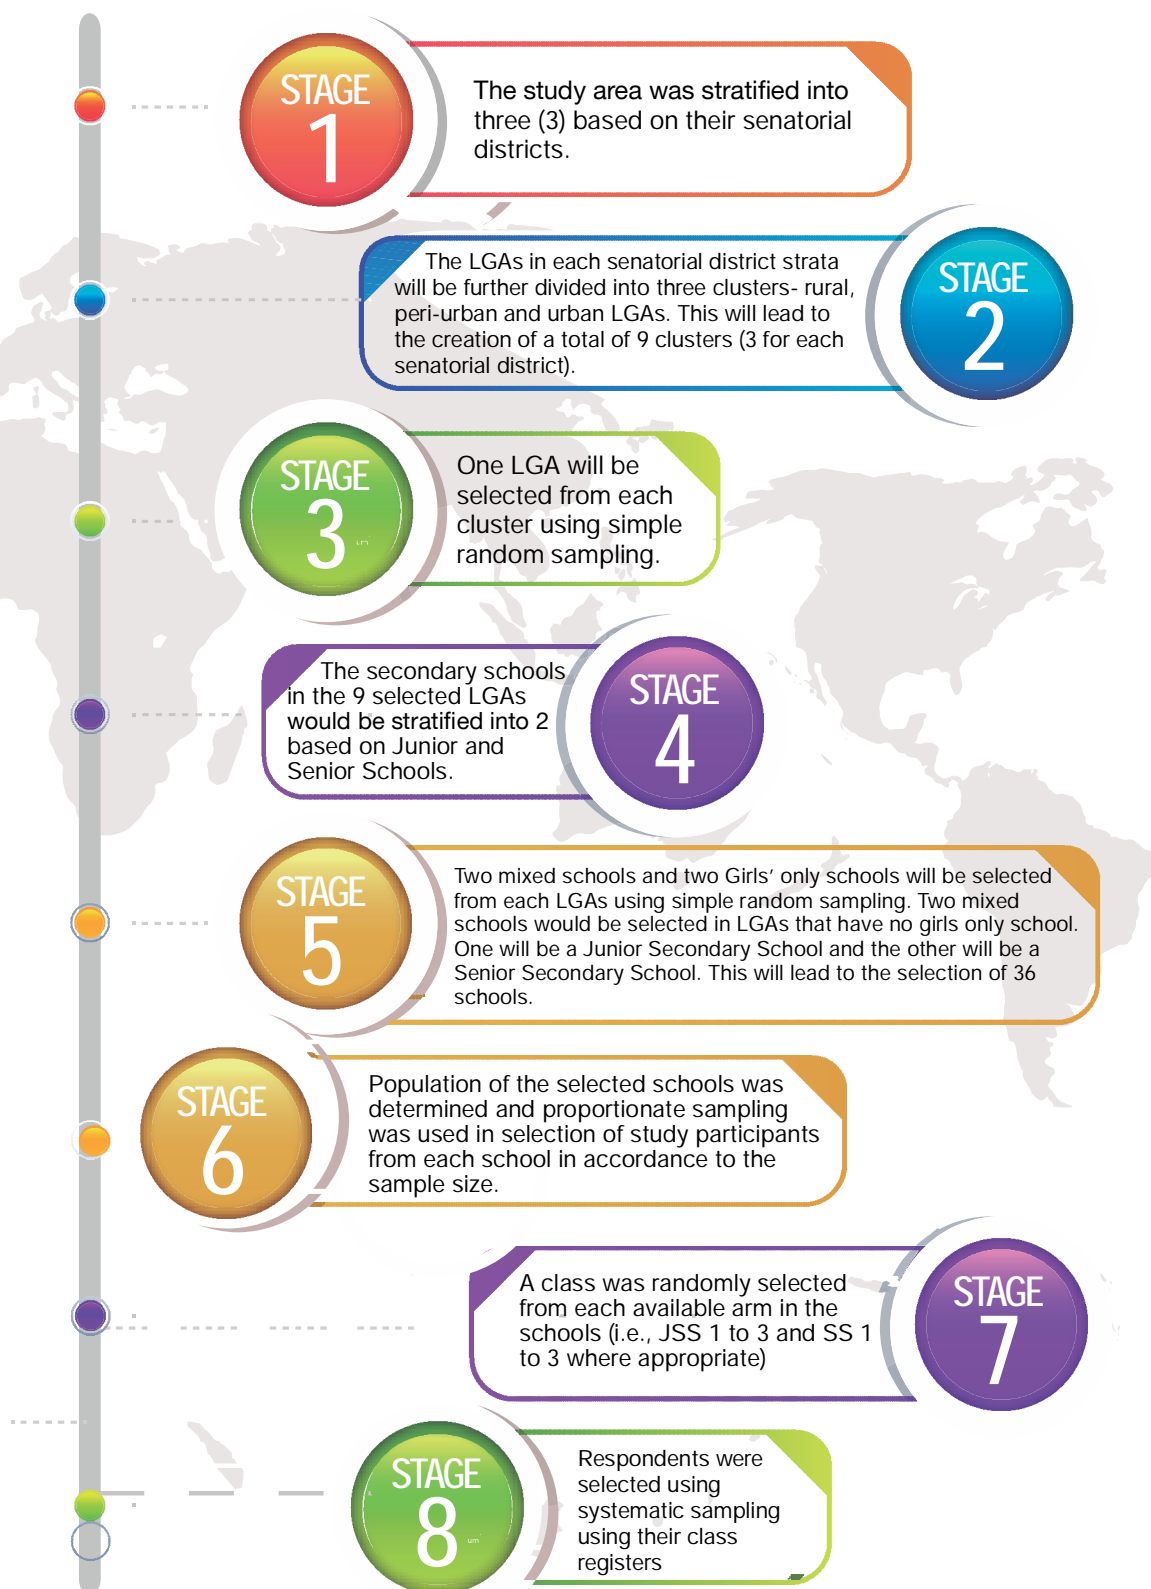 STAGE
1
The study area was stratified into
three (3) based on their senatorial
districts.
The LGAs in each senatorial district strata
will be further divided into three clusters- rural,
peri-urban and urban LGAs. This will lead to
the creation of a total of 9 clusters (3 for each
senatorial district).
STAGE
2
STAGE
3
One LGA will be
selected from each
cluster using simple
random sampling.
The secondary schools
in the 9 selected LGAs
would be stratified into 2
based on Junior and
Senior Schools.
STAGE
4
STAGE
5
Two mixed schools and two Girls’ only schools will be selected
from each LGAs using simple random sampling. Two mixed
schools would be selected in LGAs that have no girls only school.
One will be a Junior Secondary School and the other will be a
Senior Secondary School. This will lead to the selection of 36
schools.
STAGE
6
Population of the selected schools was
determined and proportionate sampling
was used in selection of study participants
from each school in accordance to the
sample size.
A class was randomly selected
from each available arm in the
schools (i.e., JSS 1 to 3 and SS 1
to 3 where appropriate)
STAGE
7
STAGE
8
um
Respondents were
selected using
systematic sampling
using their class
registers